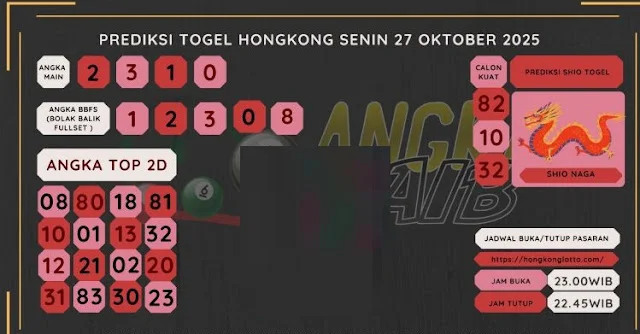 PREDIKSI TOGEL HONGKONG SENIN 27 OKTOBER 2025
ANGKA
MAIN
2 3 1 0
ANGKA BBFS
(BOLAK BALIK
FULLSET )
1 2 3 0 8
ANGKA TOP 2D
08 80 18 81
10 01 13 32
12 21 02 20
31 83 30 23
6
ANGK
AIB
CALON
KUAT
82
10
32
PREDIKSI SHIO TOGEL
SHIO NAGA
JADWAL BUKA/TUTUP PASARAN
https://hongkonglotto.com/
JAM BUKA 23.00WIB
JAM TUTUP 22.45WIB